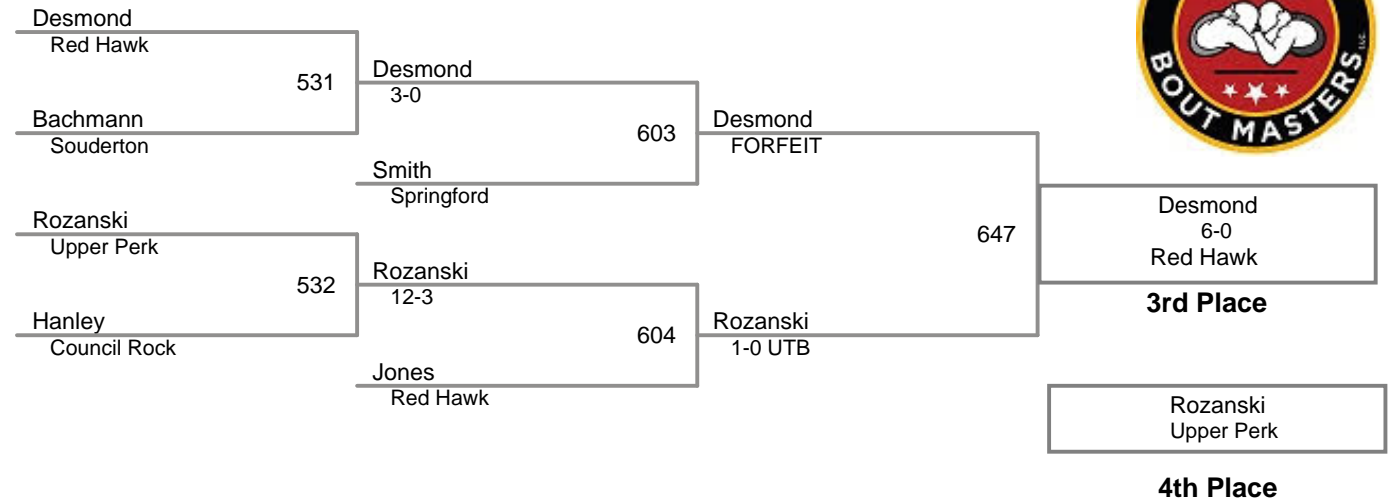 Desmond
Red Hawk
531
Desmond
3-0
Bachmann
Souderton
603
Desmond
FORFEIT
Smith
Springford
Rozanski
Upper Perk
647
Desmond
6-0
Red Hawk
3rd Place
532
Rozanski
12-3
Hanley
Council Rock
604
Rozanski
1-0 UTB
Jones
Red Hawk
Rozanski
Upper Perk
4th Place
BOUT MASTERS